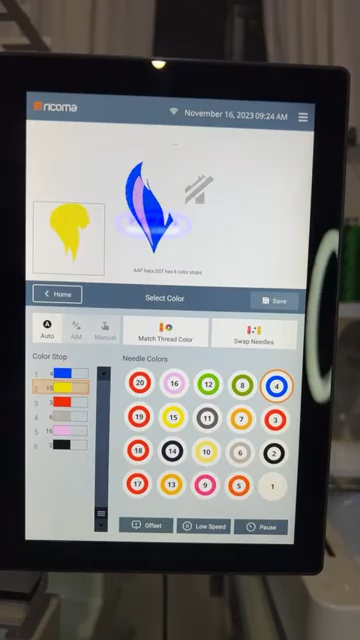 ricoma
November 16, 2023 09:24 AM
AAP hats.DST has 6 color stops
Home
Select Color
Save
A
Auto
AiM
Manual
Match Thread Color
Swap Needles
Color Stop
Needle Colors
1 4
2 15
3 3
4 6
5 16
6 2
20 16 12 8 4
19 15 11 7 3
18 14 10 6 2
17 13 9 5 1
Offset
Low Speed
Pause